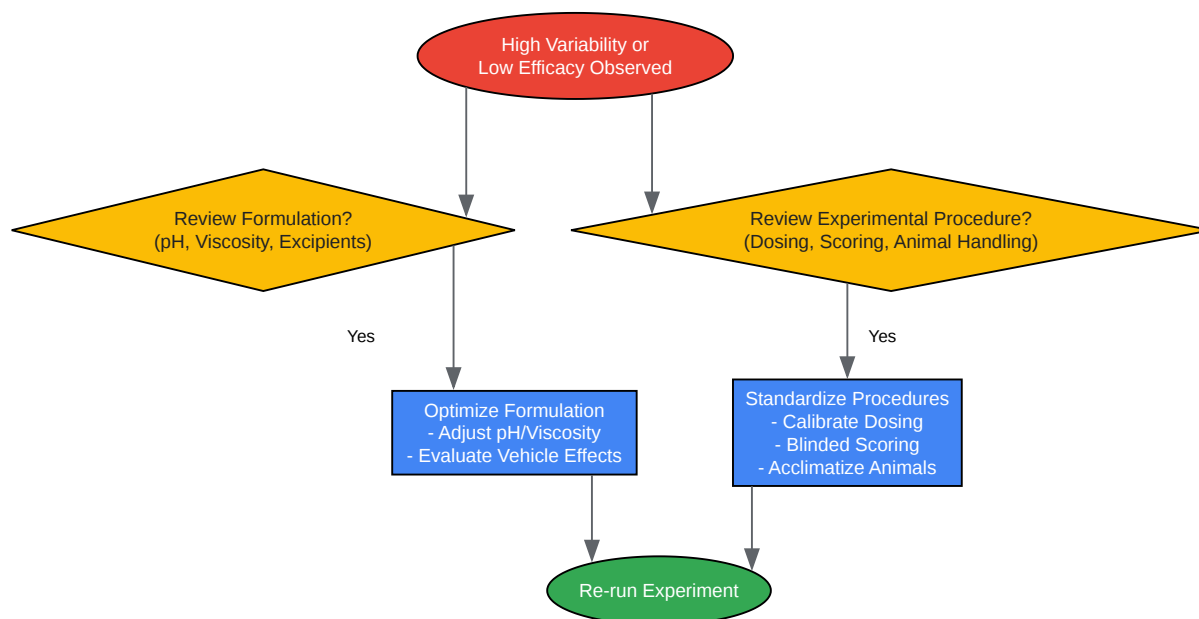 High Variability or
Low Efficacy Observed
Review Formulation?
(pH, Viscosity, Excipients)
Review Experimental Procedure?
(Dosing, Scoring, Animal Handling)
Yes
Yes
Optimize Formulation
- Adjust pH/Viscosity
- Evaluate Vehicle Effects
Standardize Procedures
- Calibrate Dosing
- Blinded Scoring
- Acclimatize Animals
Re-run Experiment